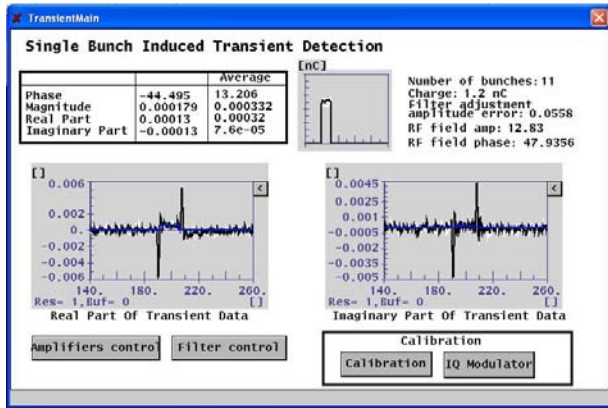 TransientMain
Single Bunch Induced Transient Detection
[nC]
Average
Phase -44.495 13.206
Magnitude 0.000179 0.000332
Real Part 0.00013 0.00032
Imaginary Part -0.00013 7.6e-05
Number of bunches: 11
Charge: 1.2 nC
Filter adjustment
amplitude error: 0.0558
RF field amp: 12.83
RF field phase: 47.9356
[]
0.006
0.002
0.
-0.002
-0.004
-0.006
140. 180. 220. 260.
Res= 1,Buf= 0 []
Real Part Of Transient Data
[]
0.0045
0.0025
0.001
-0.0005
-0.002
-0.0035
-0.005
140. 180. 220. 260.
Res= 1,Buf= 0 []
Imaginary Part Of Transient Data
Amplifiers control Filter control
Calibration
Calibration IQ Modulator